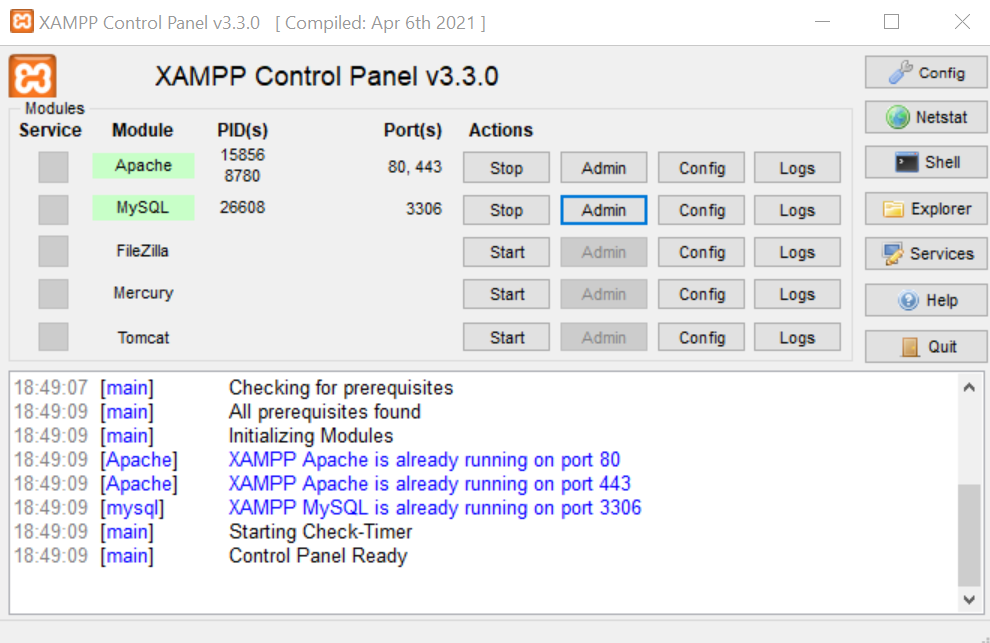 XAMPP Control Panel v3.3.0 [ Compiled: Apr 6th 2021 ]
XAMPP Control Panel v3.3.0
Config
Modules
Service Module PID(s) Port(s) Actions
Netstat
Apache 15856 8780 80, 443 Stop Admin Config Logs
Shell
MySQL 26608 3306 Stop Admin Config Logs
Explorer
FileZilla Start Admin Config Logs
Services
Mercury Start Admin Config Logs
Help
Tomcat Start Admin Config Logs
Quit
18:49:07 [main] Checking for prerequisites
18:49:09 [main] All prerequisites found
18:49:09 [main] Initializing Modules
18:49:09 [Apache] XAMPP Apache is already running on port 80
18:49:09 [Apache] XAMPP Apache is already running on port 443
18:49:09 [mysql] XAMPP MySQL is already running on port 3306
18:49:09 [main] Starting Check-Timer
18:49:09 [main] Control Panel Ready